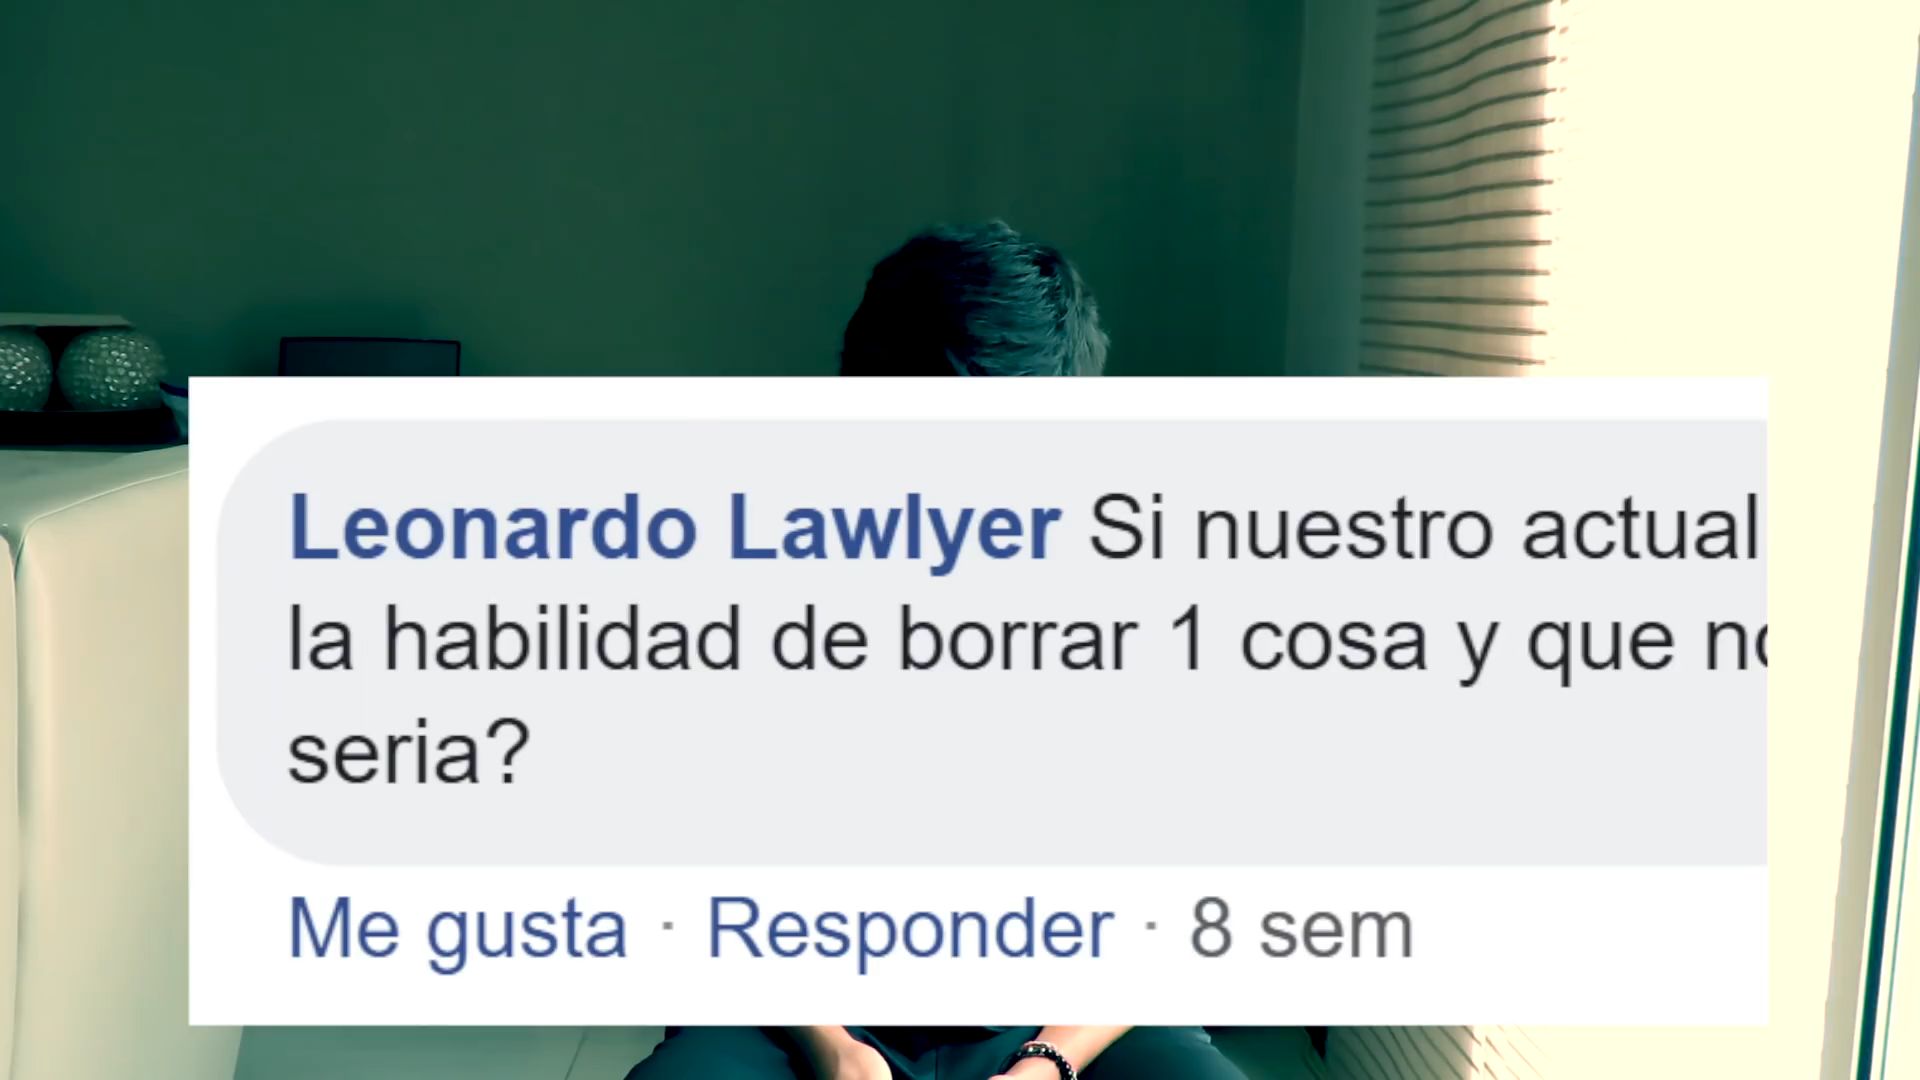 Leonardo Lawlyer Si nuestro actual
la habilidad de borrar 1 cosa y que
seria?
Me gusta · Responder · 8 sem